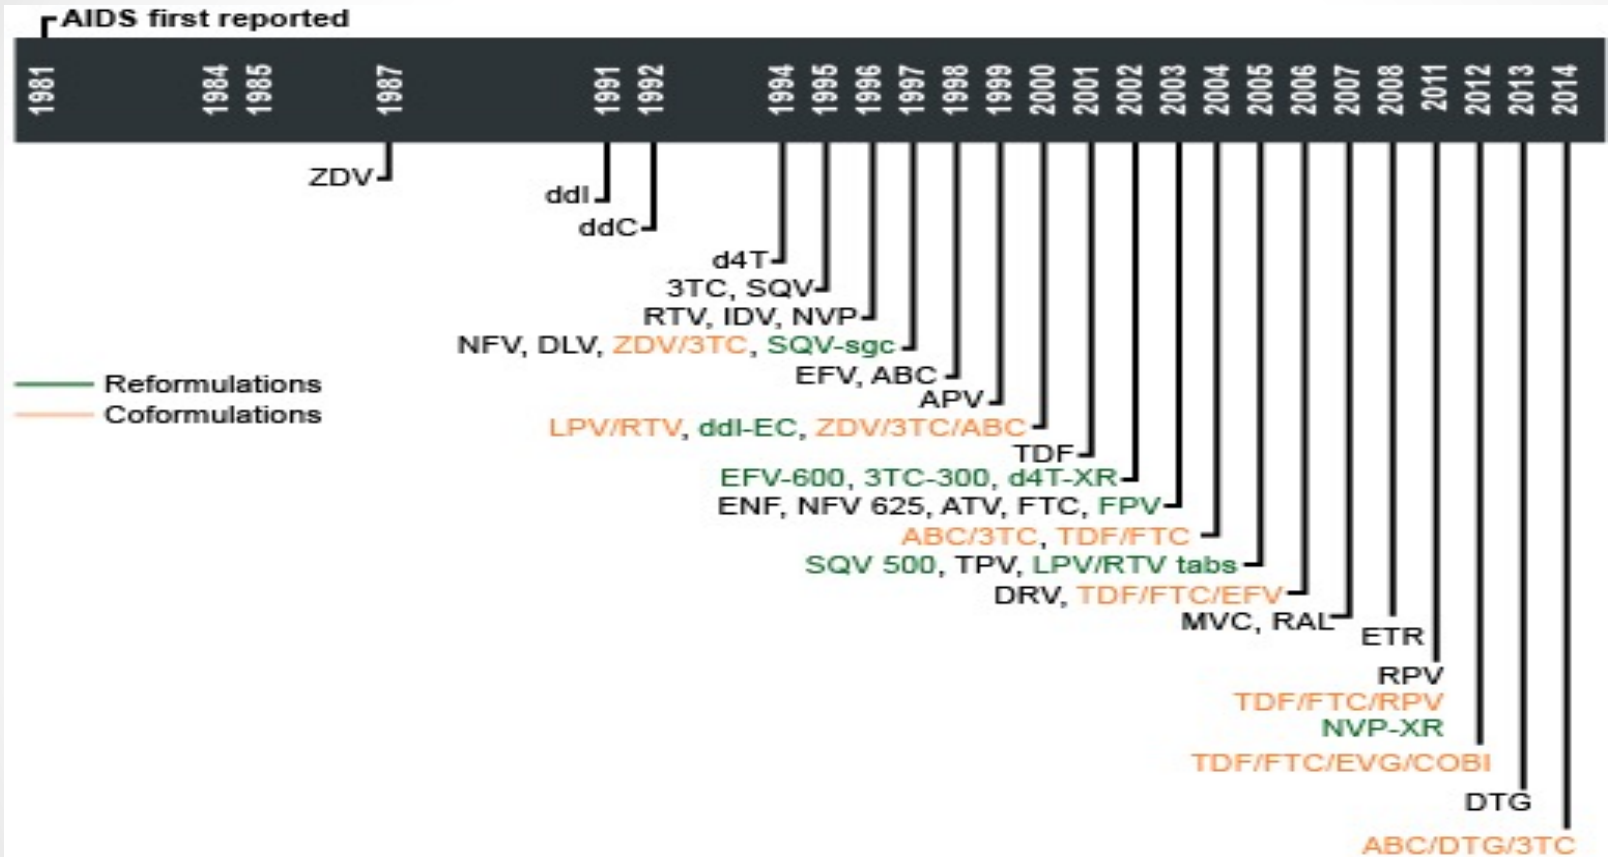 AIDS first reported
1981 1984 1985 1987 1991 1992 1994 1995 1996 1997 1998 1999 2000 2001 2002 2003 2004 2005 2006 2007 2008 2011 2012 2013 2014
ZDV
ddI
ddC
d4T
3TC, SQV
RTV, IDV, NVP
NFV, DLV, ZDV/3TC, SQV-sgc
EFV, ABC
Reformulations
APV
Coformulations
LPV/RTV, ddI-EC, ZDV/3TC/ABC
TDF
EFV-600, 3TC-300, d4T-XR
ENF, NFV 625, ATV, FTC, FPV
ABC/3TC, TDF/FTC
SQV 500, TPV, LPV/RTV tabs
DRV, TDF/FTC/EFV
MVC, RAL
ETR
RPV
TDF/FTC/RPV
NVP-XR
TDF/FTC/EVG/COBI
DTG
ABC/DTG/3TC